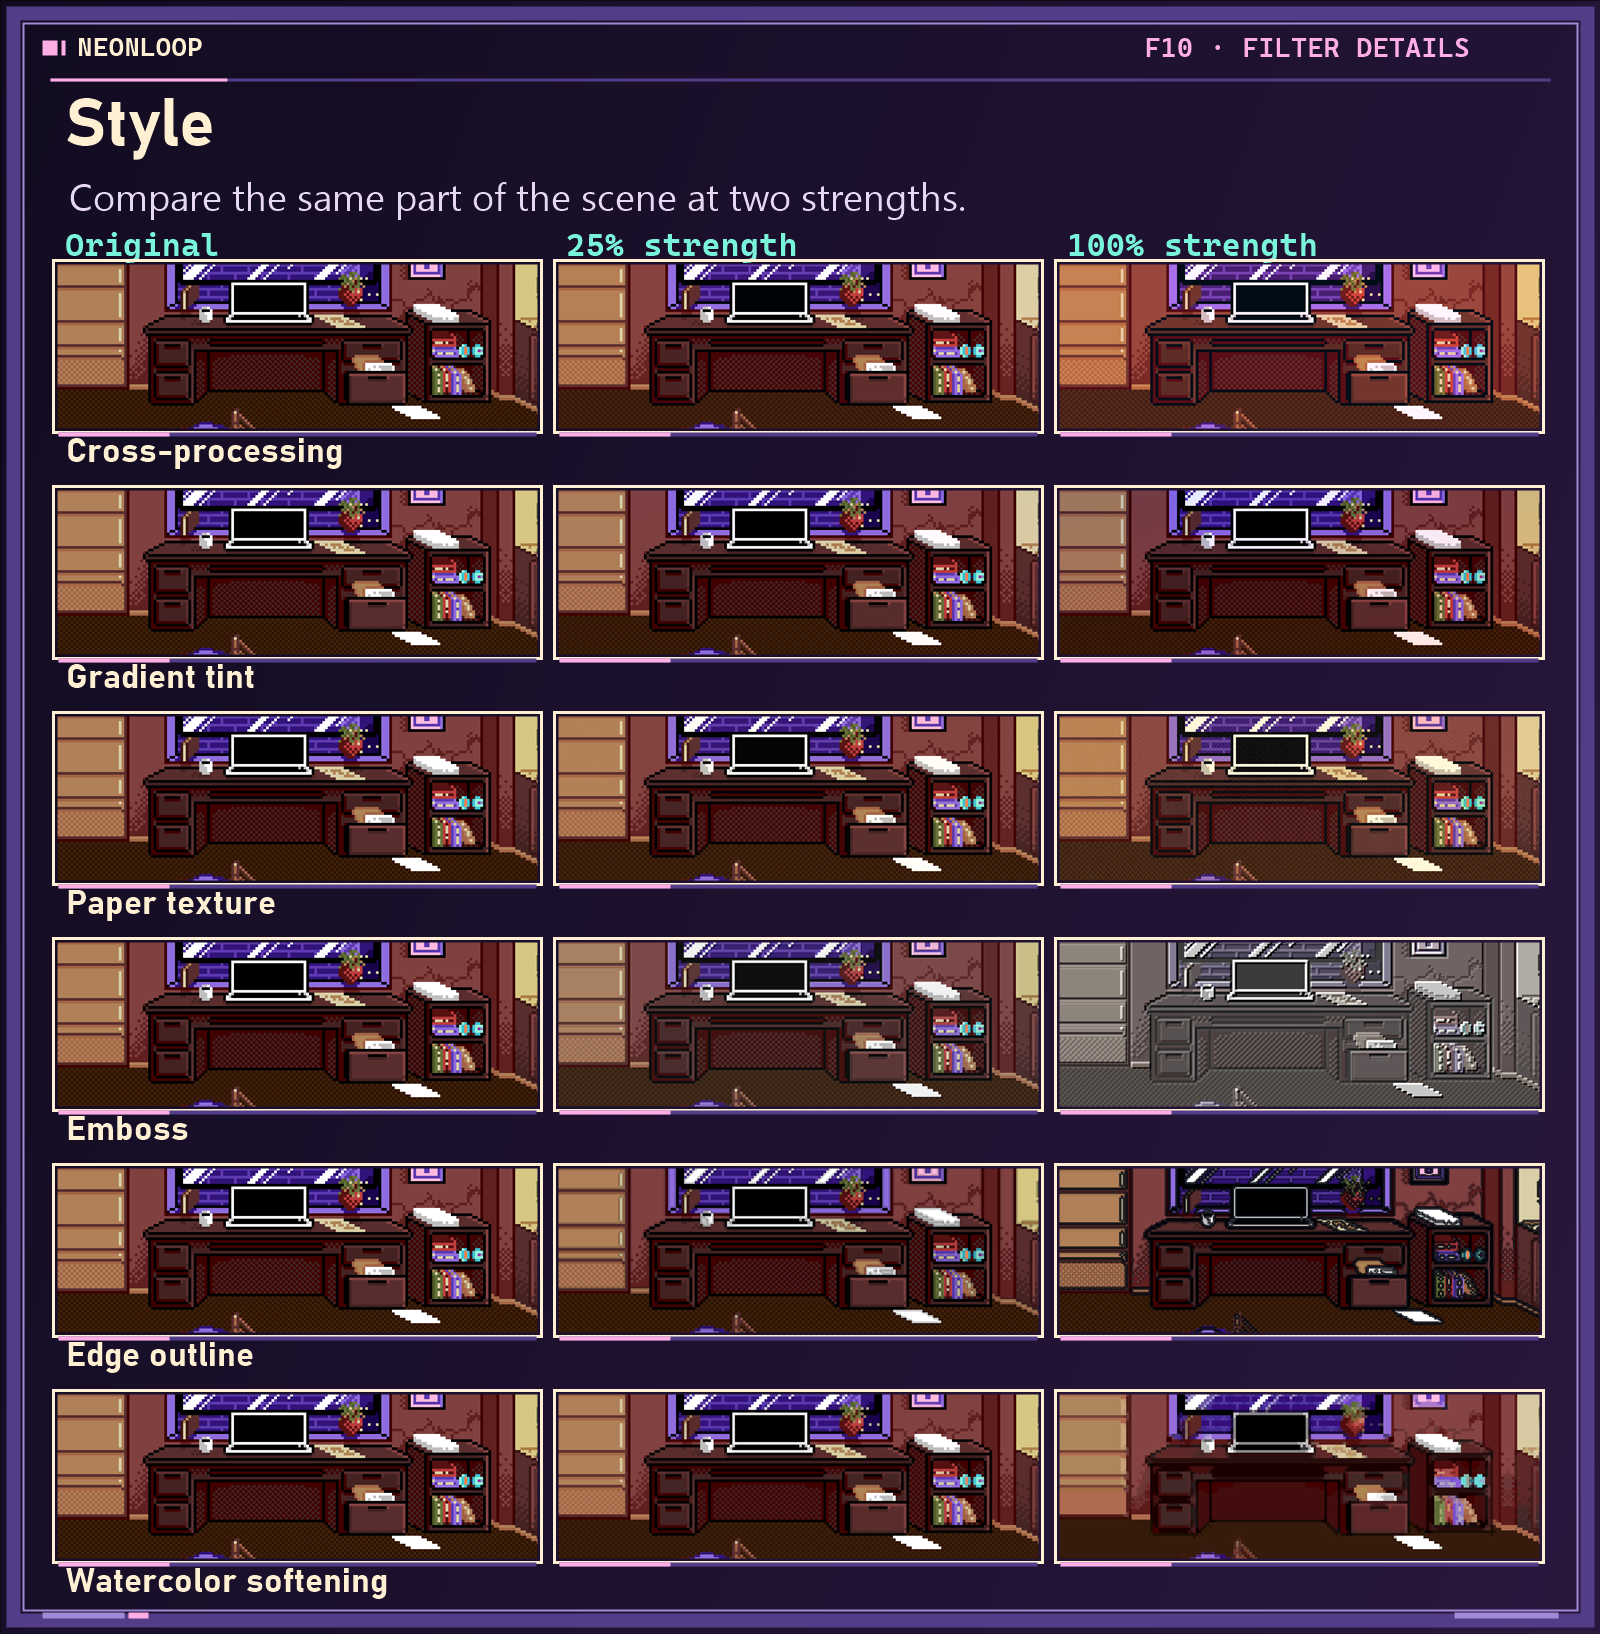 NEONLOOP
F10 · FILTER DETAILS
Style
Compare the same part of the scene at two strengths.
Original
25% strength
100% strength
Cross-processing
Gradient tint
Paper texture
Emboss
Edge outline
Watercolor softening